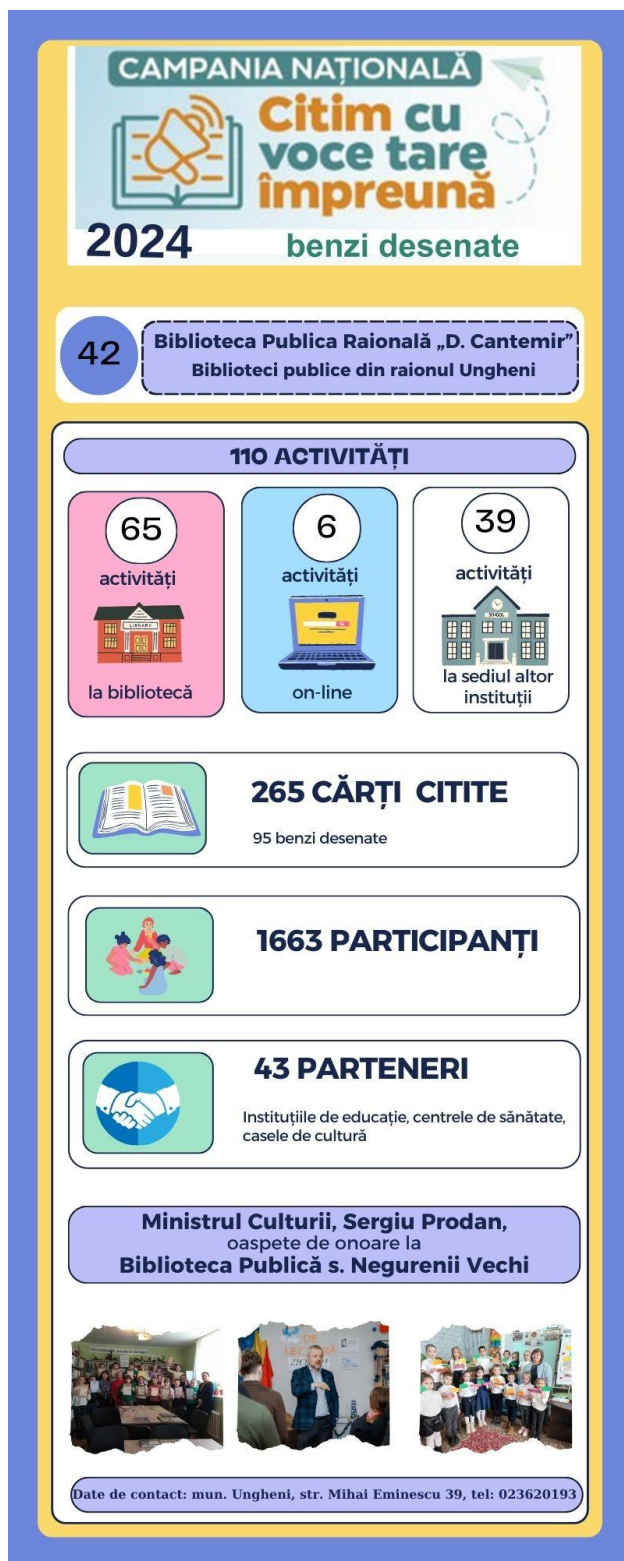 CAMPANIA NAȚIONALĂ
Citim cu
voce tare
împreună
2024
benzi desenate
42
Biblioteca Publica Raională „D. Cantemir”
Biblioteci publice din raionul Ungheni
110 ACTIVITĂȚI
65
activități
LIBRARY
la bibliotecă
6
activități
on-line
39
activități
SCHOOL
la sediul altor
instituții
265 CĂRȚI CITITE
95 benzi desenate
1663 PARTICIPANȚI
43 PARTENERI
Instituțiile de educație, centrele de sănătate,
casele de cultură
Ministrul Culturii, Sergiu Prodan,
oaspete de onoare la
Biblioteca Publică s. Negurenii Vechi
DE
Date de contact: mun. Ungheni, str. Mihai Eminescu 39, tel: 023620193